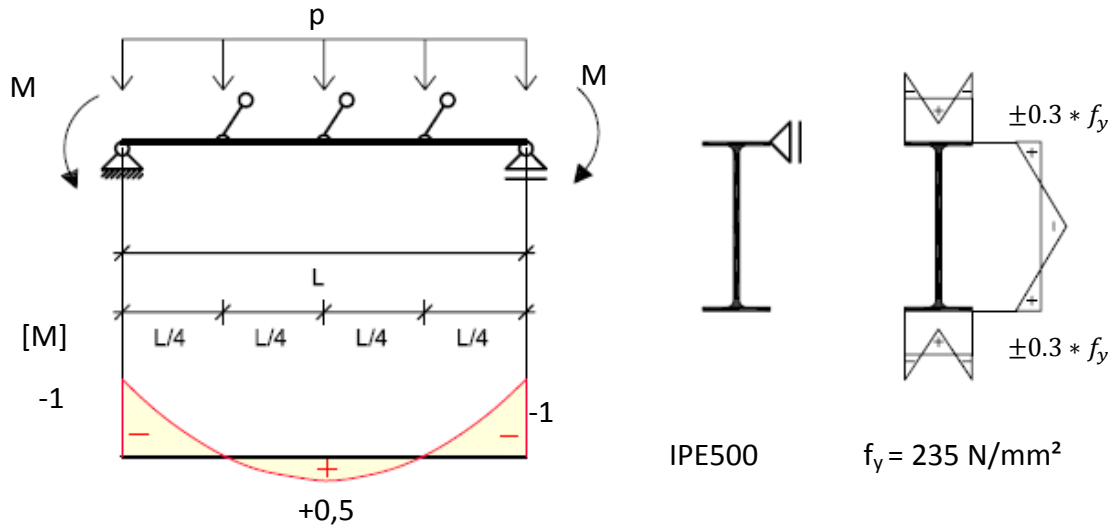 p
M
M
L
L/4
L/4
L/4
L/4
[M]
-1
-1
−
−
+
+0,5
−
−
+
±0.3 * f_y
+
−
+
+
±0.3 * f_y
IPE500
f_y = 235 N/mm²